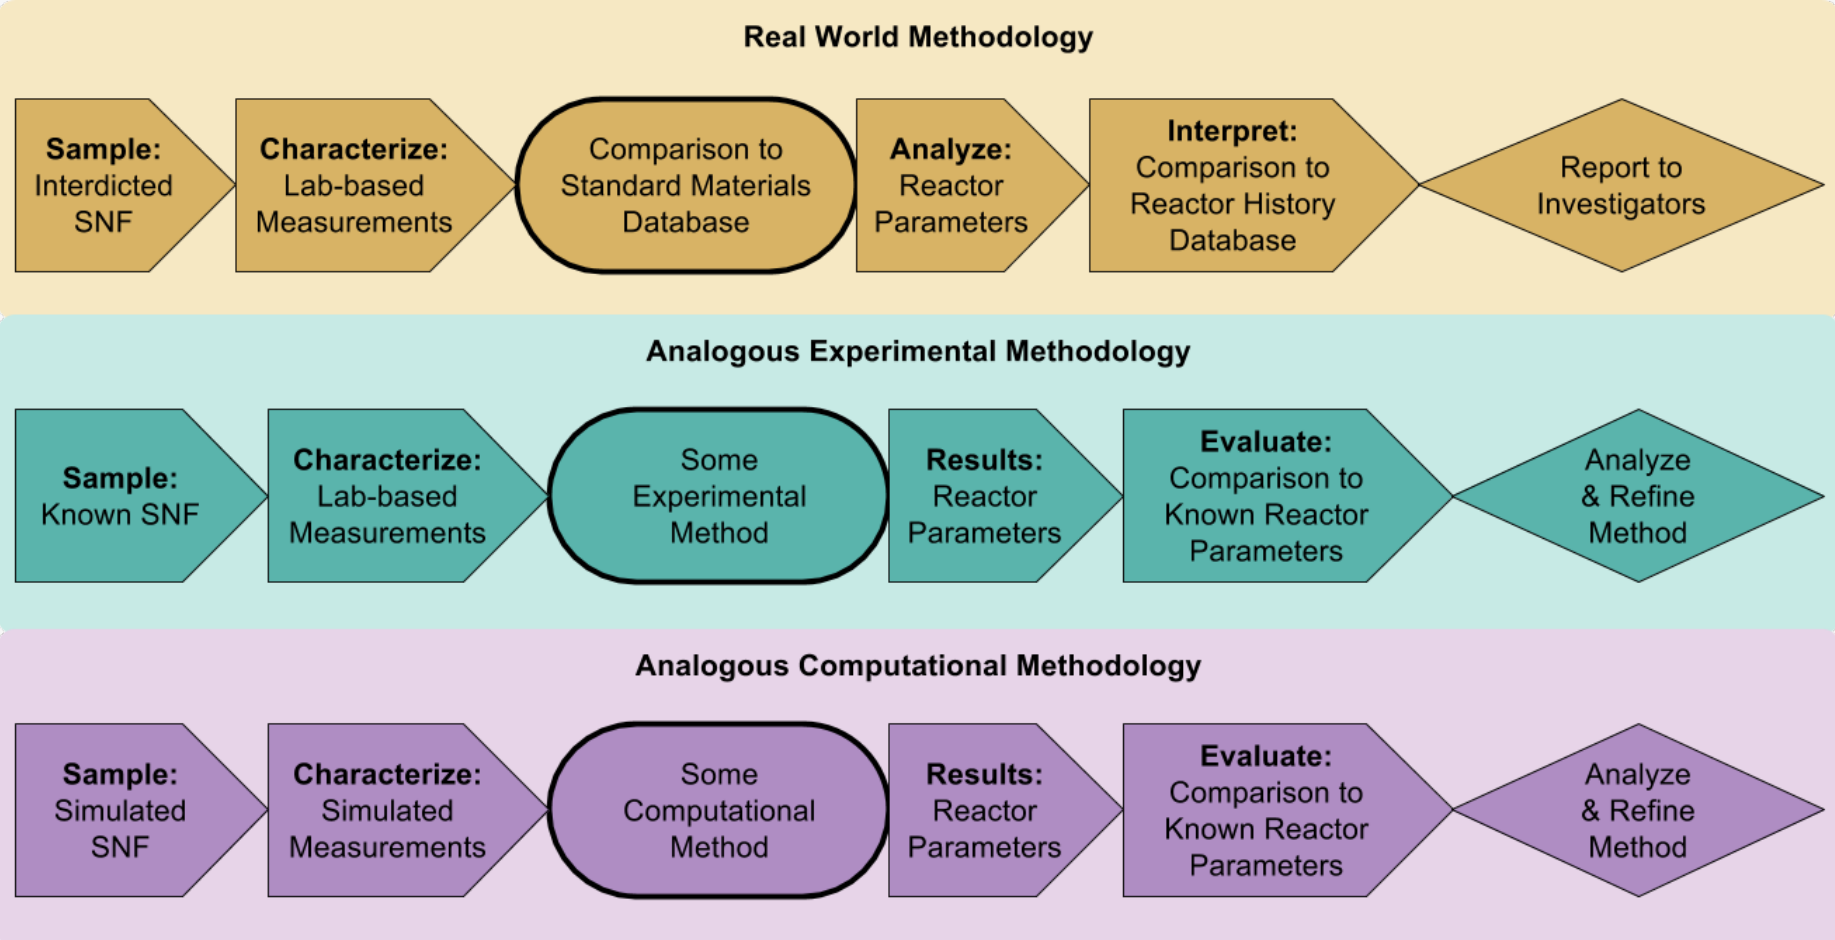 Real World Methodology
Sample:
Interdicted
SNF
Characterize:
Lab-based
Measurements
Comparison to
Standard Materials
Database
Analyze:
Reactor
Parameters
Interpret:
Comparison to
Reactor History
Database
Report to
Investigators
Analogous Experimental Methodology
Sample:
Known SNF
Characterize:
Lab-based
Measurements
Some
Experimental
Method
Results:
Reactor
Parameters
Evaluate:
Comparison to
Known Reactor
Parameters
Analyze
& Refine
Method
Analogous Computational Methodology
Sample:
Simulated
SNF
Characterize:
Simulated
Measurements
Some
Computational
Method
Results:
Reactor
Parameters
Evaluate:
Comparison to
Known Reactor
Parameters
Analyze
& Refine
Method